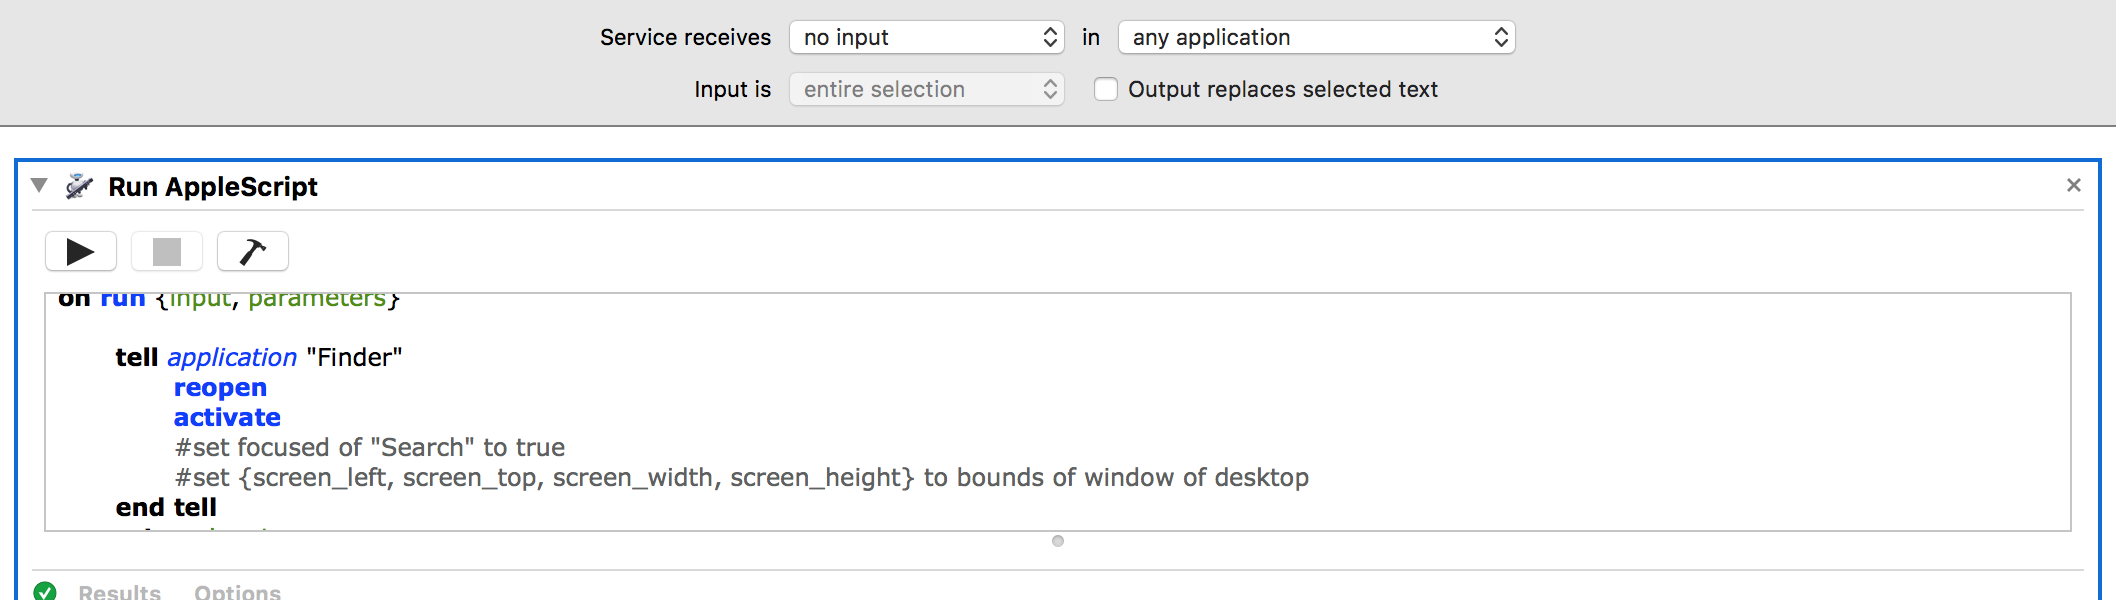 Service receives no input in any application
Input is entire selection Output replaces selected text
Run AppleScript
on run {input, parameters}
tell application "Finder"
reopen
activate
#set focused of "Search" to true
#set {screen_left, screen_top, screen_width, screen_height} to bounds of window of desktop
end tell
Results Options